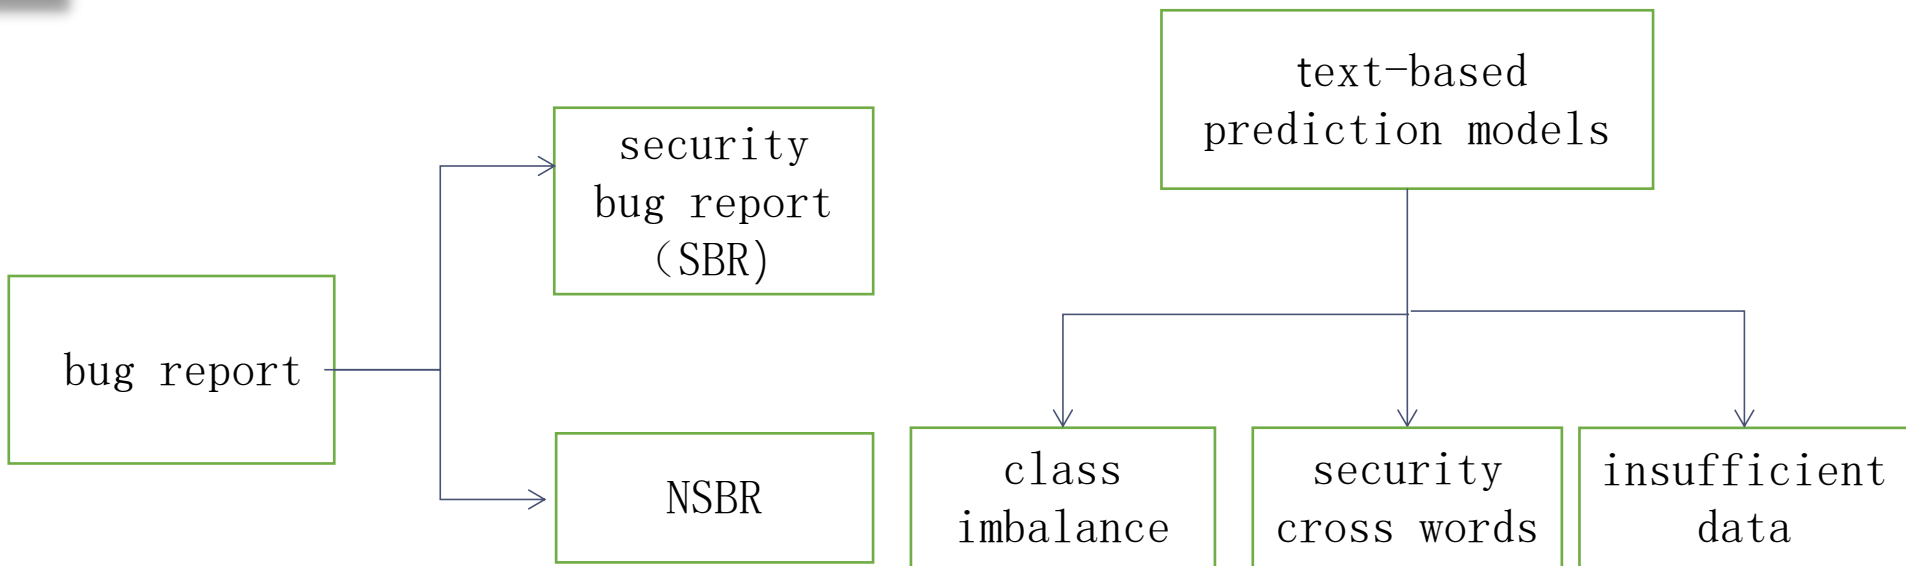 bug report
security
bug report
（SBR)
NSBR
text-based
prediction models
class
imbalance
security
cross words
insufficient
data